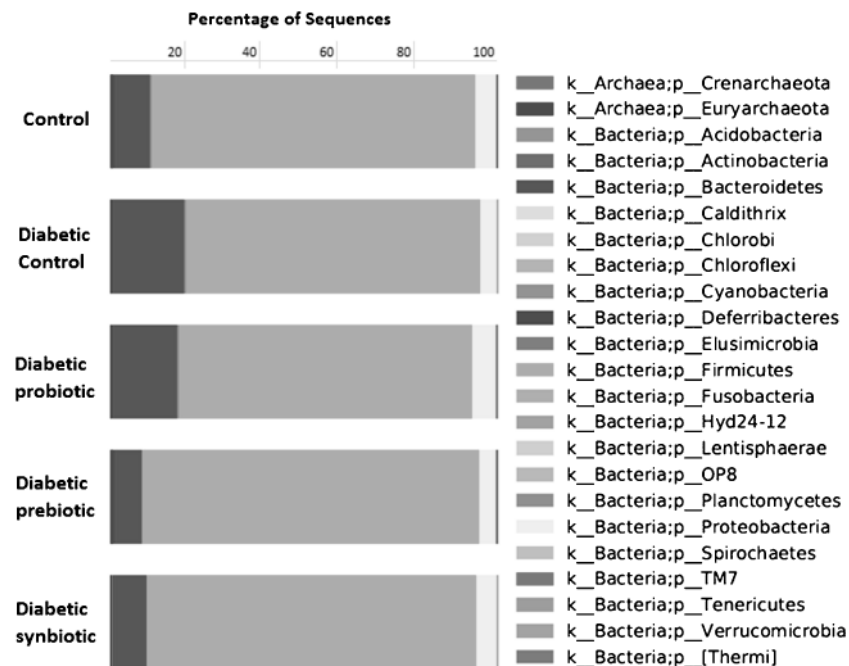 Percentage of Sequences
20 40 60 80 100
Control
Diabetic
Control
Diabetic
probiotic
Diabetic
prebiotic
Diabetic
synbiotic
k__Archaea;p__Crenarchaeota
k__Archaea;p__Euryarchaeota
k__Bacteria;p__Acidobacteria
k__Bacteria;p__Actinobacteria
k__Bacteria;p__Bacteroidetes
k__Bacteria;p__Caldithrix
k__Bacteria;p__Chlorobi
k__Bacteria;p__Chloroflexi
k__Bacteria;p__Cyanobacteria
k__Bacteria;p__Deferribacteres
k__Bacteria;p__Elusimicrobia
k__Bacteria;p__Firmicutes
k__Bacteria;p__Fusobacteria
k__Bacteria;p__Hyd24-12
k__Bacteria;p__Lentisphaerae
k__Bacteria;p__OP8
k__Bacteria;p__Planctomycetes
k__Bacteria;p__Proteobacteria
k__Bacteria;p__Spirochaetes
k__Bacteria;p__TM7
k__Bacteria;p__Tenericutes
k__Bacteria;p__Verrucomicrobia
k__Bacteria;p__[Thermi]